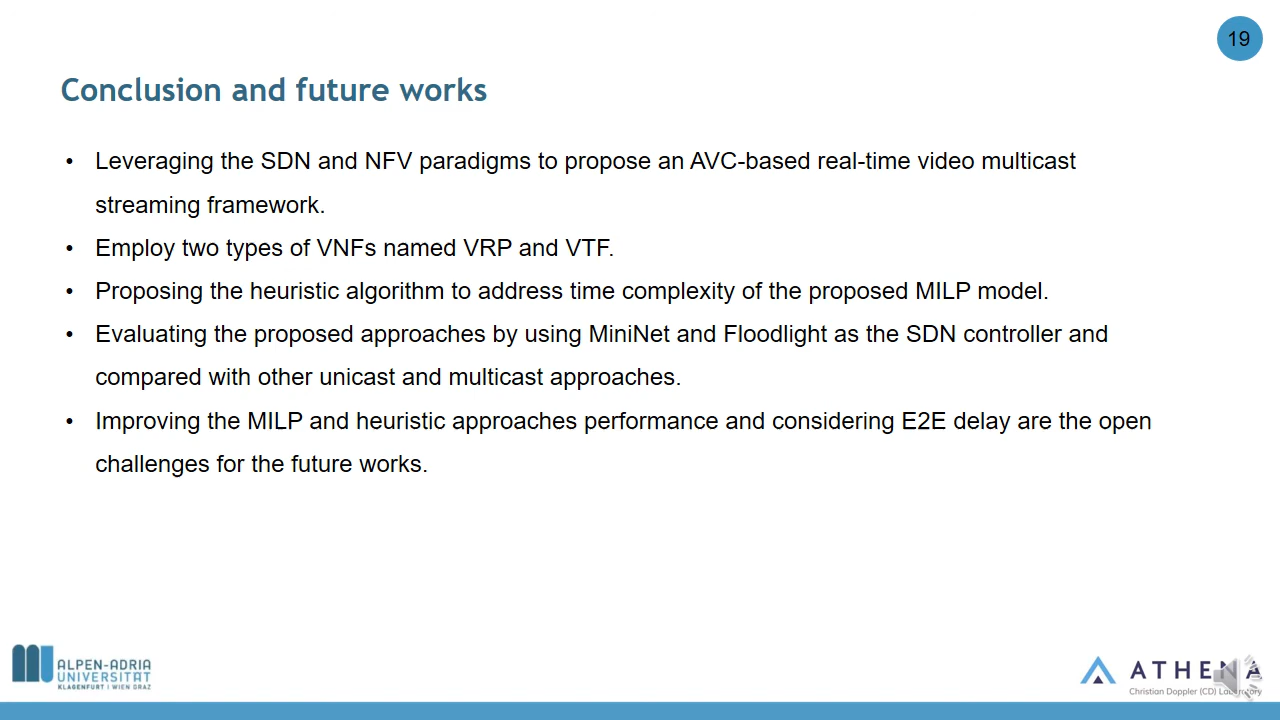 19
Conclusion and future works
• Leveraging the SDN and NFV paradigms to propose an AVC-based real-time video multicast
streaming framework.
• Employ two types of VNFs named VRP and VTF.
• Proposing the heuristic algorithm to address time complexity of the proposed MILP model.
• Evaluating the proposed approaches by using MiniNet and Floodlight as the SDN controller and
compared with other unicast and multicast approaches.
• Improving the MILP and heuristic approaches performance and considering E2E delay are the open
challenges for the future works.
ALPEN-ADRIA
UNIVERSITÄT
KLAGENFURT | WIEN GRAZ
ATHENA
Christian Doppler (CD) Laboratory